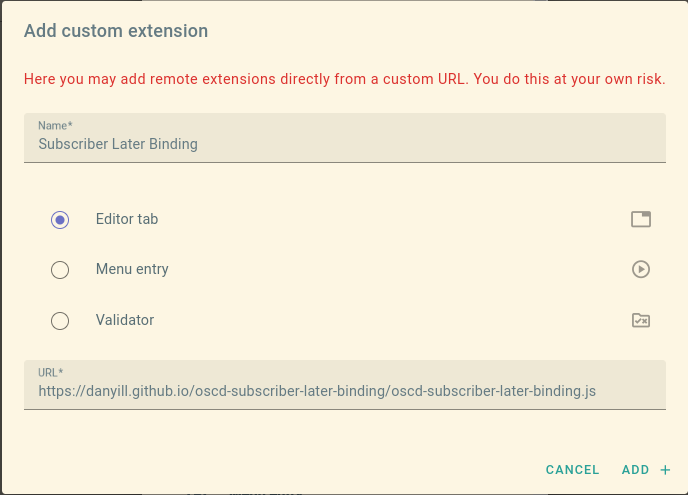 Add custom extension
Here you may add remote extensions directly from a custom URL. You do this at your own risk.
Name*
Subscriber Later Binding
Editor tab
Menu entry
Validator
URL*
https://danyill.github.io/oscd-subscriber-later-binding/oscd-subscriber-later-binding.js
CANCEL ADD +